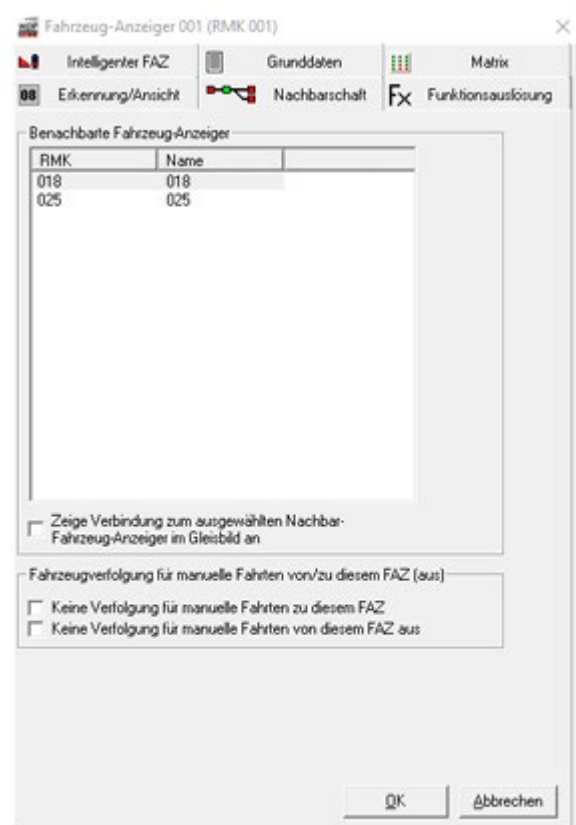 Fahrzeug-Anzeiger 001 (RMK 001)
Intelligenter FAZ
Grunddaten
Matrix
08 Erkennung/Ansicht
Nachbarschaft
Fx Funktionsauslösung
Benachbarte Fahrzeug-Anzeiger
RMK Name
018 018
025 025
Zeige Verbindung zum ausgewählten Nachbar-
Fahrzeug-Anzeiger im Gleisbild an
Fahrzeugverfolgung für manuelle Fahrten von/zu diesem FAZ (aus)
Keine Verfolgung für manuelle Fahrten zu diesem FAZ
Keine Verfolgung für manuelle Fahrten von diesem FAZ aus
OK Abbrechen